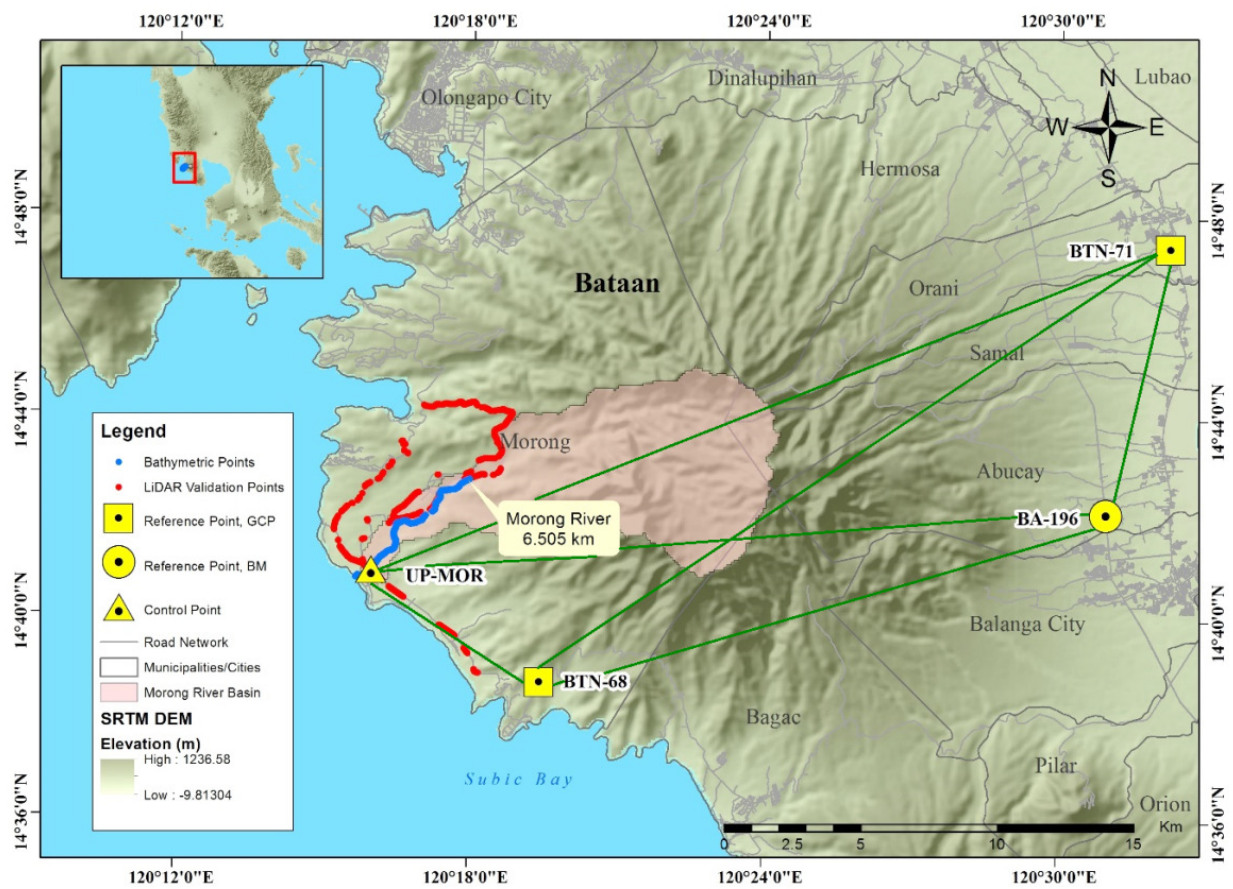 120°12'0"E
120°18'0"E
120°24'0"E
120°30'0"E
Dinalupihan
Lubao
Olongapo City
N
W
E
S
Hermosa
14°48'0"N
14°48'0"N
BTN-71
Bataan
Orani
Samal
14°44'0"N
14°44'0"N
Morong
Abucay
Morong River
6.505 km
BA-196
UP-MOR
14°40'0"N
14°40'0"N
Balanga City
BTN-68
Bagac
Subic Bay
Pilar
Orion
14°36'0"N
14°36'0"N
Legend
Bathymetric Points
LiDAR Validation Points
Reference Point, GCP
Reference Point, BM
Control Point
Road Network
Municipalities/Cities
Morong River Basin
SRTM DEM
Elevation (m)
High : 1236.58
Low : -9.81304
Km
0
2.5
5
10
15
120°12'0"E
120°18'0"E
120°24'0"E
120°30'0"E